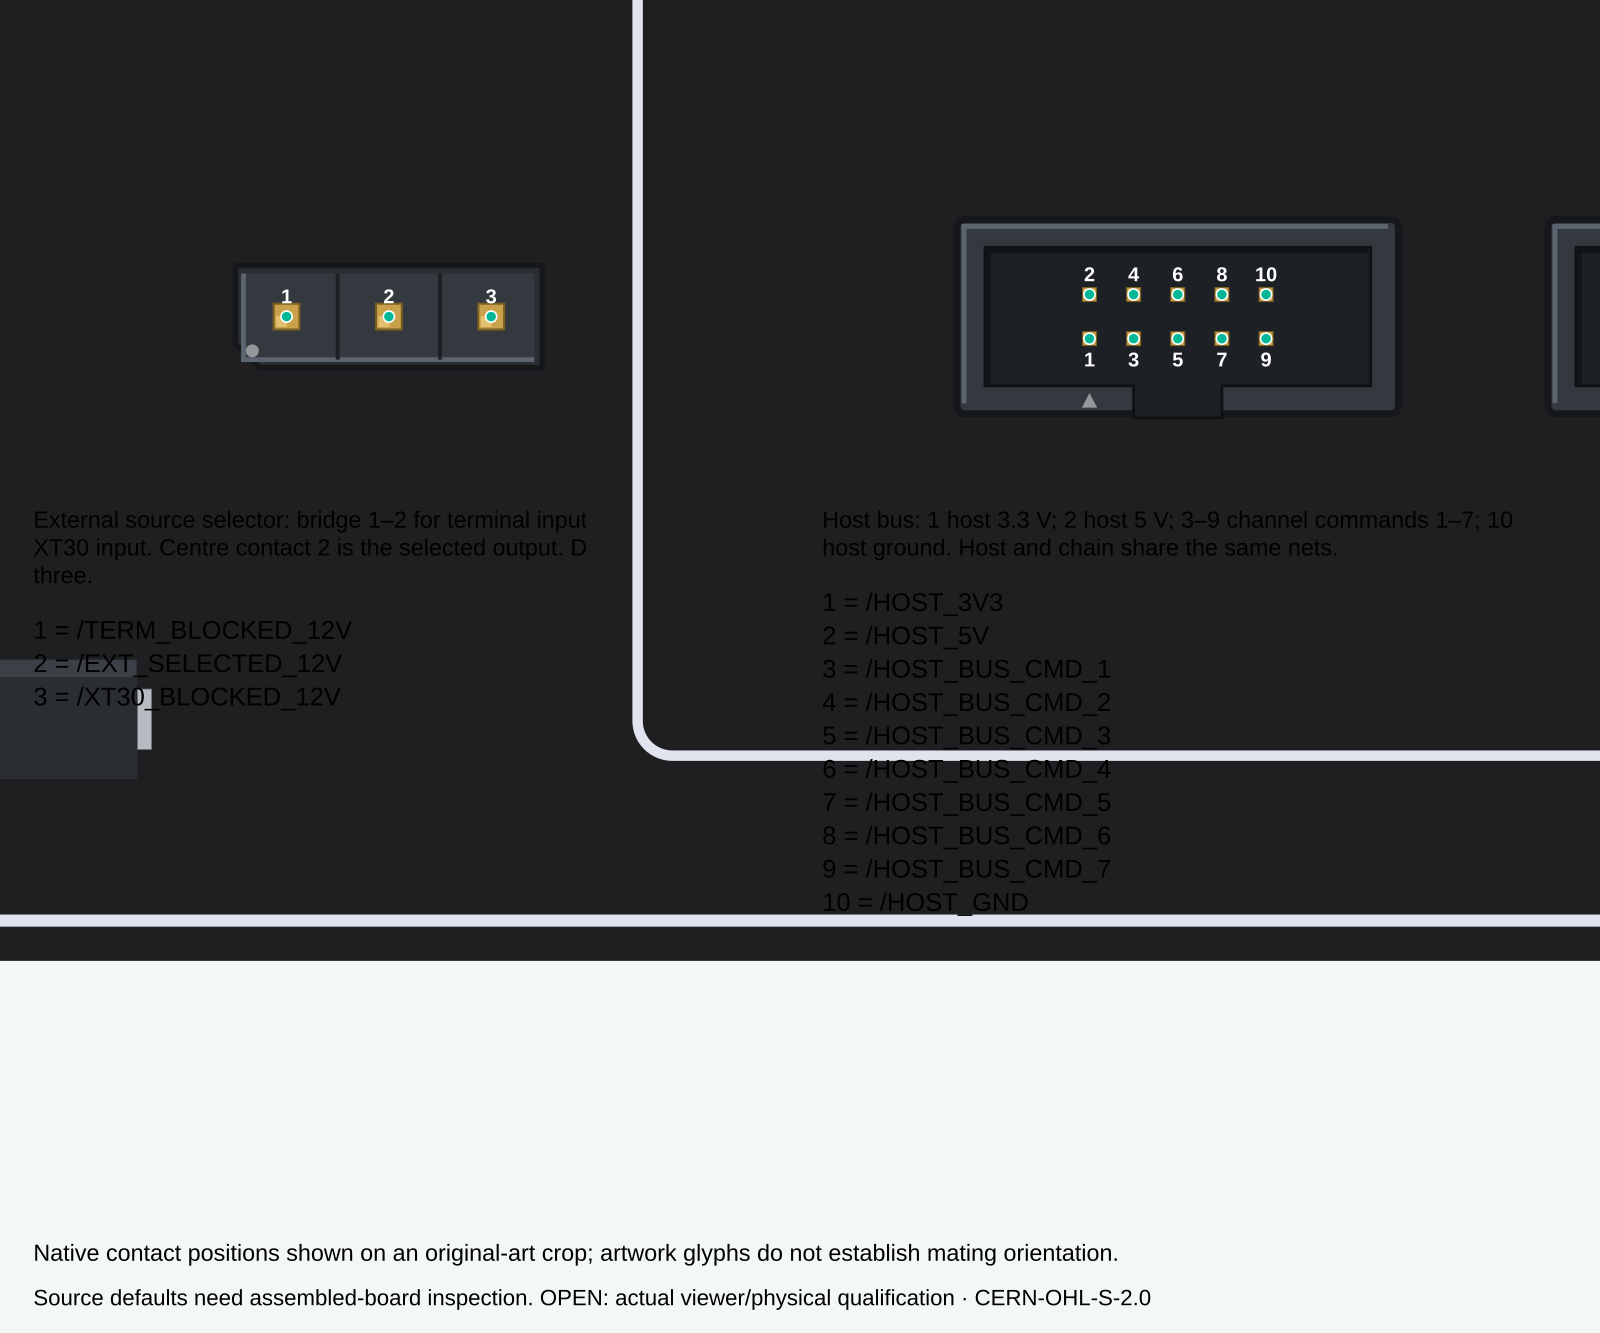 1 2 3
2 4 6 8 10
1 3 5 7 9
External source selector: bridge 1–2 for terminal input
XT30 input. Centre contact 2 is the selected output. D
three.
1 = /TERM_BLOCKED_12V
2 = /EXT_SELECTED_12V
3 = /XT30_BLOCKED_12V
Host bus: 1 host 3.3 V; 2 host 5 V; 3–9 channel commands 1–7; 10
host ground. Host and chain share the same nets.
1 = /HOST_3V3
2 = /HOST_5V
3 = /HOST_BUS_CMD_1
4 = /HOST_BUS_CMD_2
5 = /HOST_BUS_CMD_3
6 = /HOST_BUS_CMD_4
7 = /HOST_BUS_CMD_5
8 = /HOST_BUS_CMD_6
9 = /HOST_BUS_CMD_7
10 = /HOST_GND
Native contact positions shown on an original-art crop; artwork glyphs do not establish mating orientation.
Source defaults need assembled-board inspection. OPEN: actual viewer/physical qualification · CERN-OHL-S-2.0